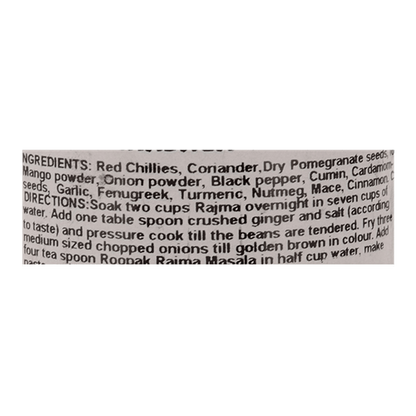 NGREDIENTS: Red Chillies, Coriander,Dry Pomegranate seeds,
Mango powder, Onion powder, Black pepper, Cumin, Cardamom
seeds, Garlic, Fenugreek, Turmeric, Nutmeg, Mace, Cinnamon,
DIRECTIONS:Soak two cups Rajma overnight in seven cups of
water. Add one table spoon crushed ginger and salt (according
to taste) and pressure cook till the beans are tendered. Fry three
medium sized chopped onions till golden brown in colour. Add
four tea spoon Roopak Rajma Masala in half cup water, make